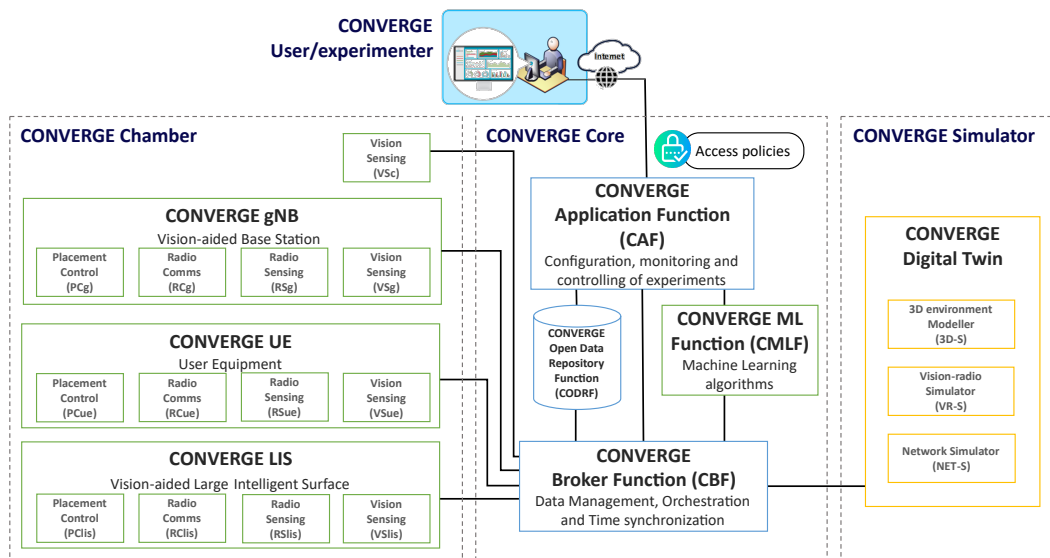 CONVERGE
User/experimenter
Internet
CONVERGE Chamber
Vision
Sensing
(VSc)
CONVERGE gNB
Vision-aided Base Station
Placement
Control
(PCg)
Radio
Comms
(RCg)
Radio
Sensing
(RSg)
Vision
Sensing
(VSg)
CONVERGE UE
User Equipment
Placement
Control
(PCue)
Radio
Comms
(RCue)
Radio
Sensing
(RSue)
Vision
Sensing
(VSue)
CONVERGE LIS
Vision-aided Large Intelligent Surface
Placement
Control
(PClis)
Radio
Comms
(RClis)
Radio
Sensing
(RSlis)
Vision
Sensing
(VSlis)
CONVERGE Core
Access policies
CONVERGE
Application Function
(CAF)
Configuration, monitoring and
controlling of experiments
CONVERGE
Open Data
Repository
Function
(CODRF)
CONVERGE ML
Function (CMLF)
Machine Learning
algorithms
CONVERGE
Broker Function (CBF)
Data Management, Orchestration
and Time synchronization
CONVERGE Simulator
CONVERGE
Digital Twin
3D environment
Modeller
(3D-S)
Vision-radio
Simulator
(VR-S)
Network Simulator
(NET-S)